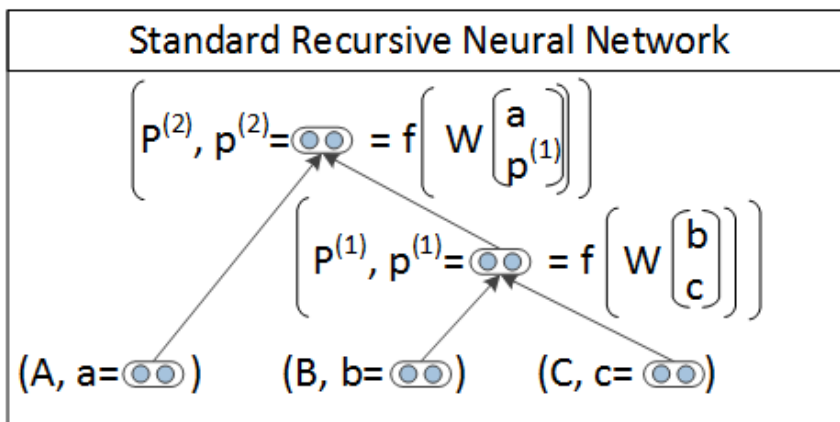 Standard Recursive Neural Network
(P^(2), p^(2)= = f( W (a p^(1))))
(P^(1), p^(1)= = f( W (b c)))
(A, a= ) (B, b= ) (C, c= )